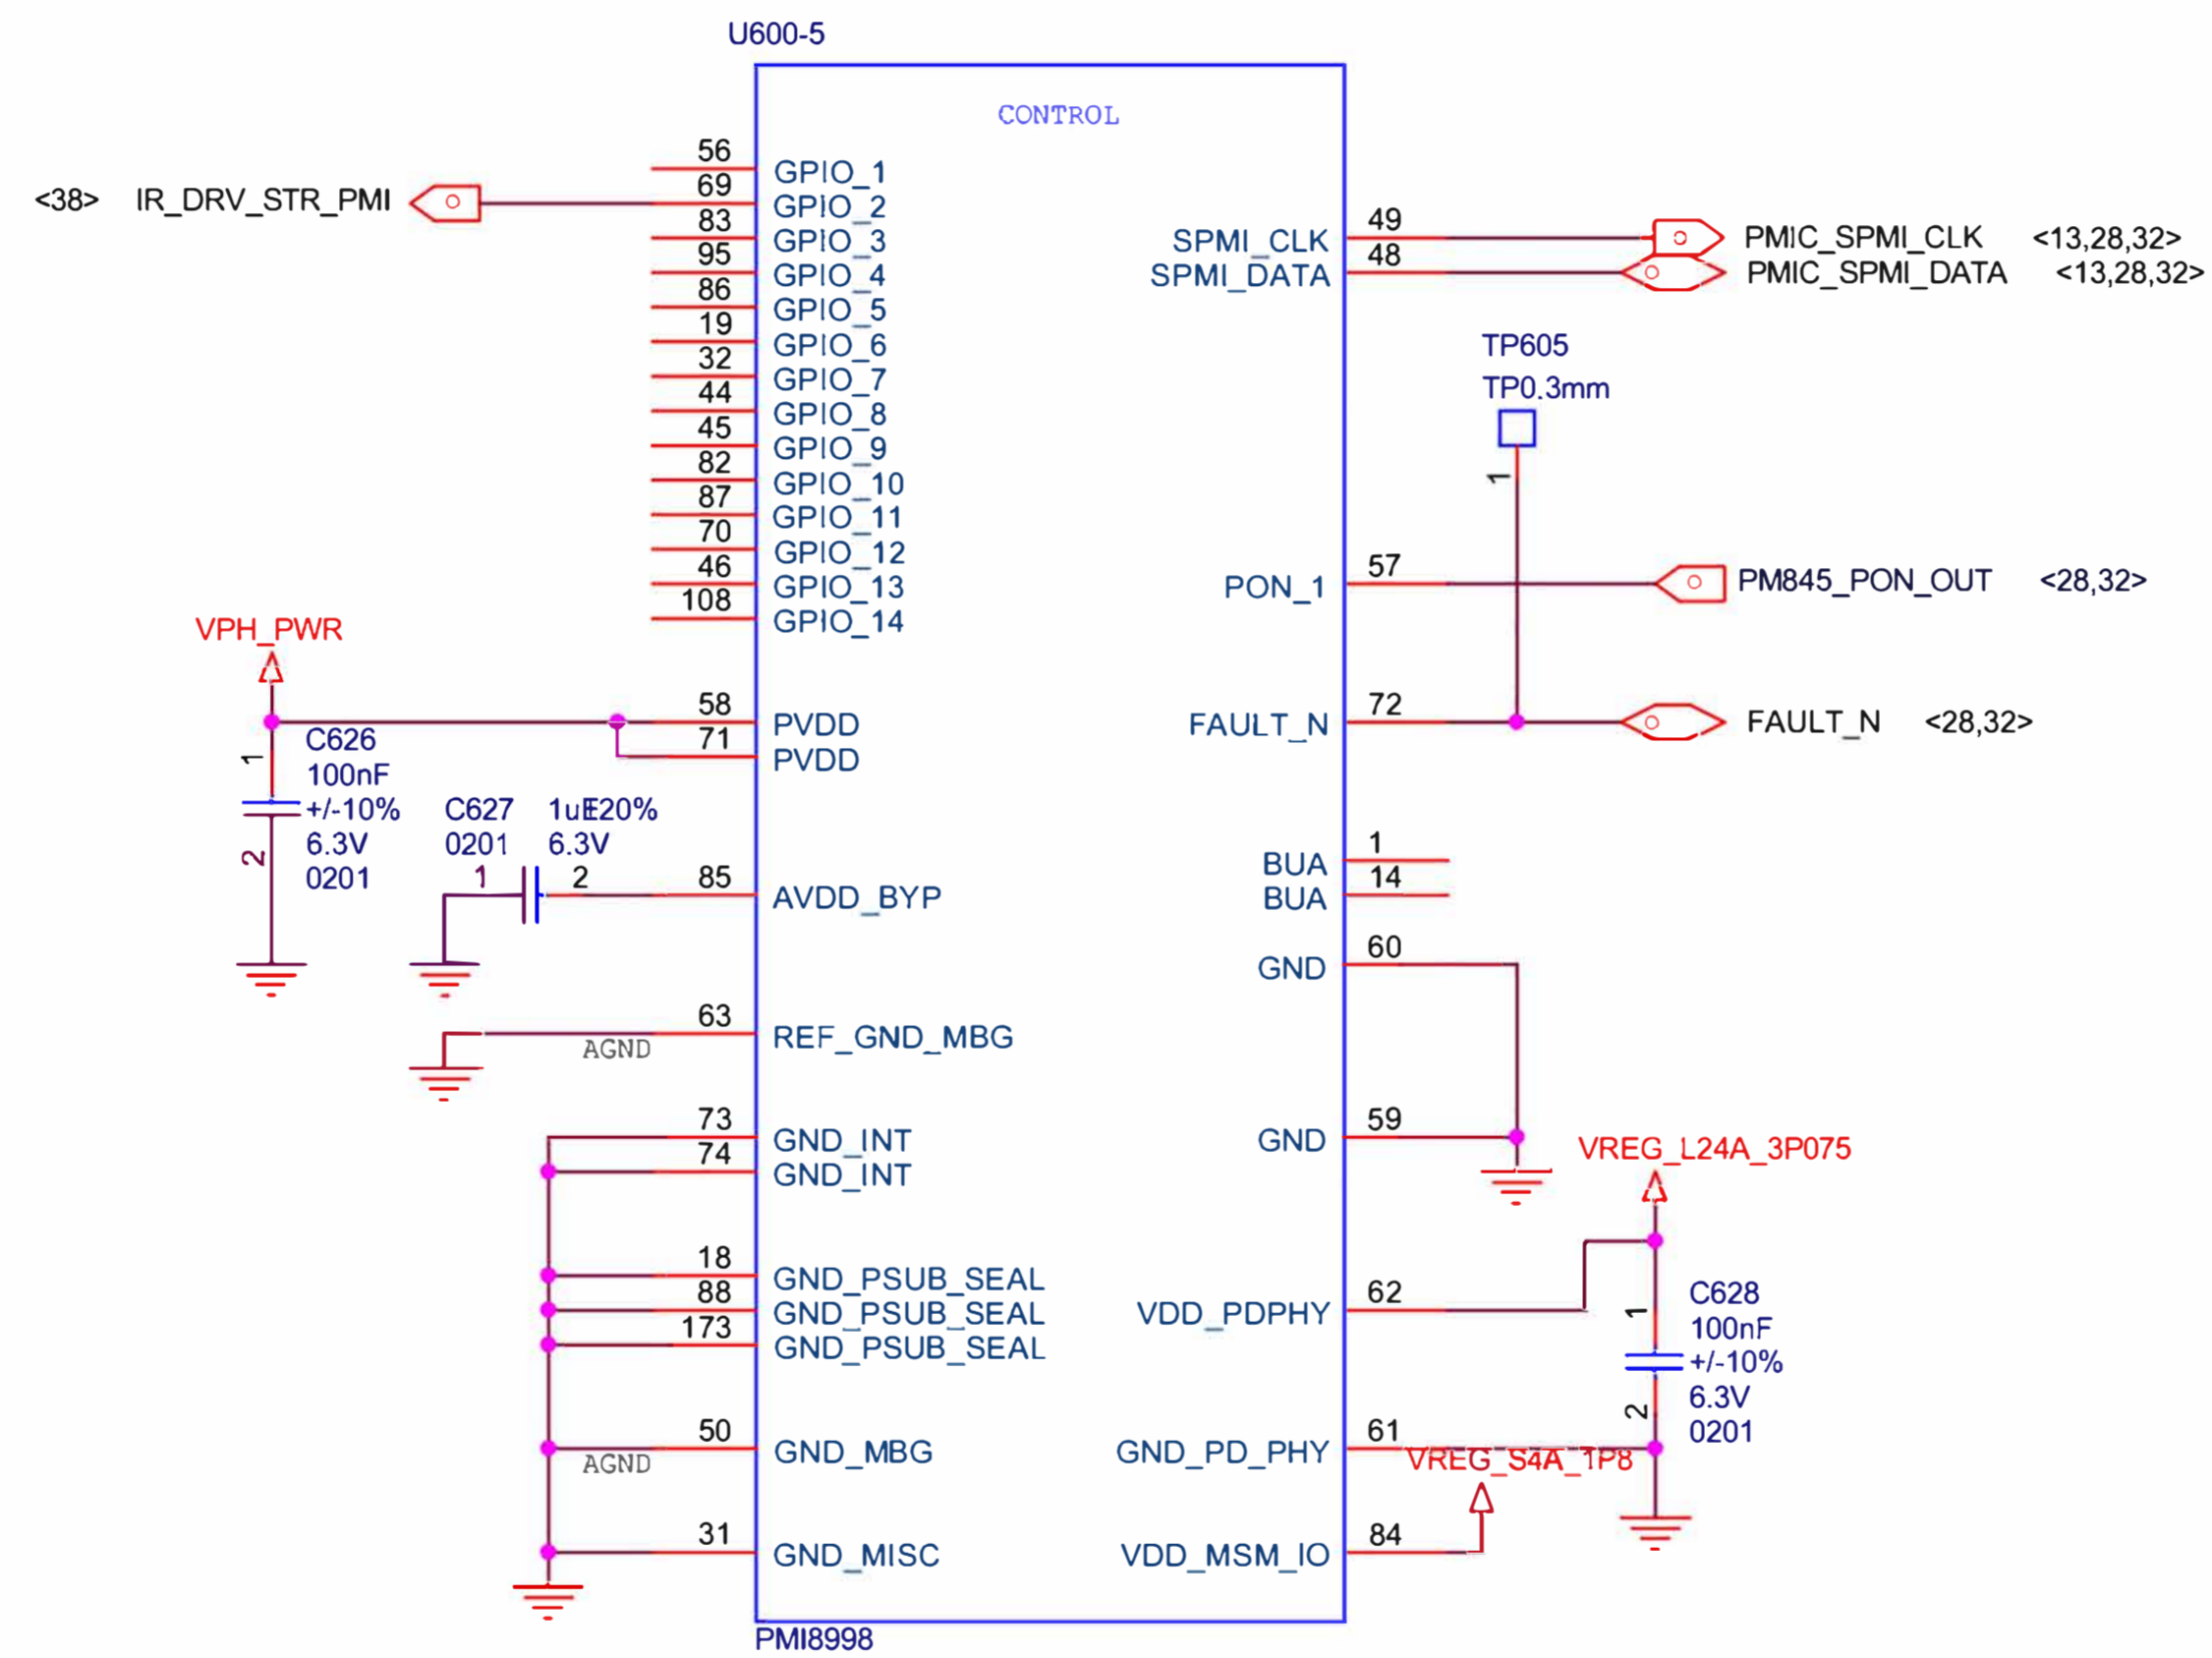 U600-5
CONTROL
56 GPIO_1
<38> IR_DRV_STR_PMI 69 GPIO_2
83 GPIO_3
95 GPIO_4
86 GPIO_5
19 GPIO_6
32 GPIO_7
44 GPIO_8
45 GPIO_9
82 GPIO_10
87 GPIO_11
70 GPIO_12
46 GPIO_13
108 GPIO_14
VPH_PWR
58 PVDD
71 PVDD
1 C626
100nF
+/-10%
6.3V
2 0201
C627 1uF 20%
0201 6.3V
1 2 85 AVDD_BYP
63 REF_GND_MBG
AGND
73 GND_INT
74 GND_INT
18 GND_PSUB_SEAL
88 GND_PSUB_SEAL
173 GND_PSUB_SEAL
50 GND_MBG
AGND
31 GND_MISC
SPMI_CLK 49 PMIC_SPMI_CLK <13,28,32>
SPMI_DATA 48 PMIC_SPMI_DATA <13,28,32>
TP605
TP0.3mm
1
PON_1 57 PM845_PON_OUT <28,32>
FAULT_N 72 FAULT_N <28,32>
BUA 1
BUA 14
GND 60
GND 59
VREG_L24A_3P075
VDD_PDPHY 62
1 C628
100nF
+/-10%
6.3V
2 0201
GND_PD_PHY 61
VREG_S4A_1P8
VDD_MSM_IO 84
PMI8998